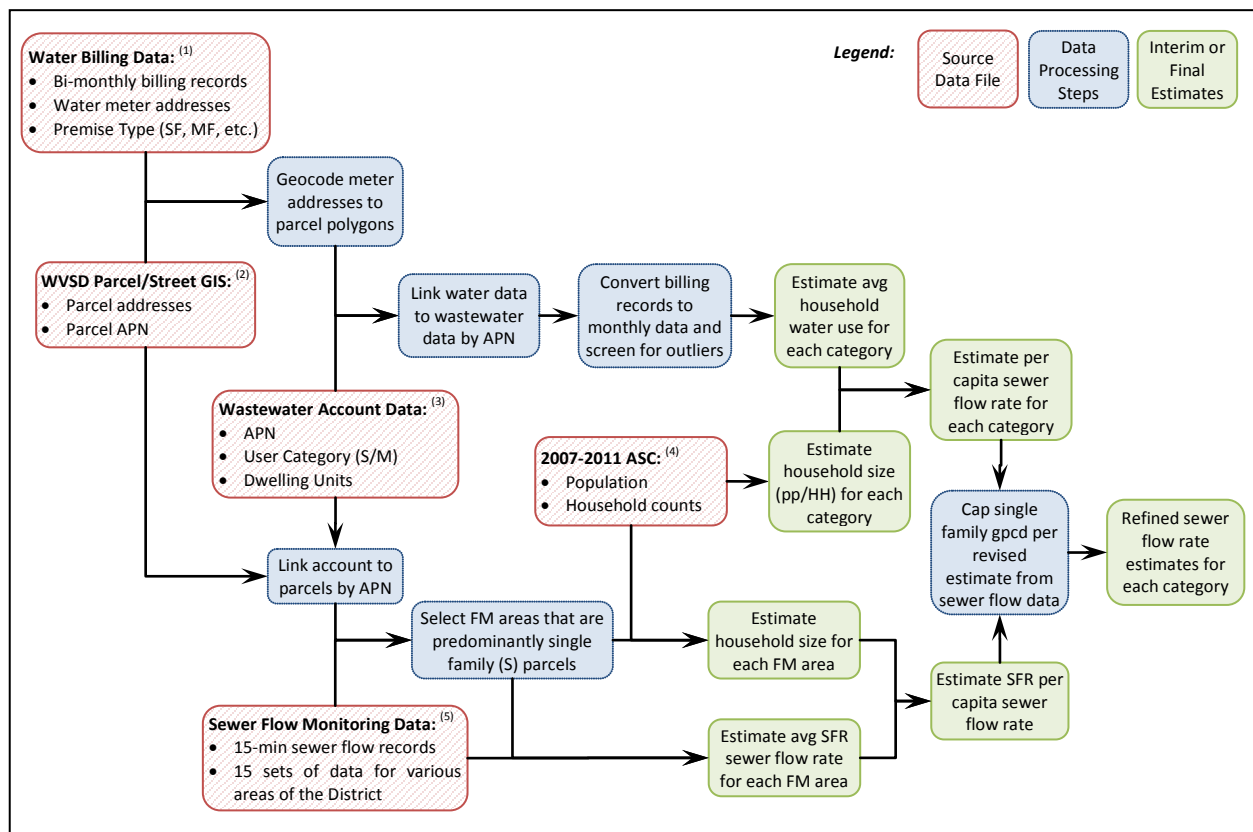 Water Billing Data: (1)
• Bi-monthly billing records
• Water meter addresses
• Premise Type (SF, MF, etc.)
Legend:
Source
Data File
Data
Processing
Steps
Interim or
Final
Estimates
Geocode meter
addresses to
parcel polygons
WVSD Parcel/Street GIS: (2)
• Parcel addresses
• Parcel APN
Link water data
to wastewater
data by APN
Convert billing
records to
monthly data and
screen for outliers
Estimate avg
household
water use for
each category
Estimate per
capita sewer
flow rate for
each category
Wastewater Account Data: (3)
• APN
• User Category (S/M)
• Dwelling Units
2007-2011 ASC: (4)
• Population
• Household counts
Estimate
household size
(pp/HH) for each
category
Cap single
family gpcd per
revised
estimate from
sewer flow data
Refined sewer
flow rate
estimates for
each category
Link account to
parcels by APN
Select FM areas that are
predominantly single
family (S) parcels
Estimate
household size for
each FM area
Estimate SFR per
capita sewer
flow rate
Sewer Flow Monitoring Data: (5)
• 15-min sewer flow records
• 15 sets of data for various
areas of the District
Estimate avg SFR
sewer flow rate
for each FM area